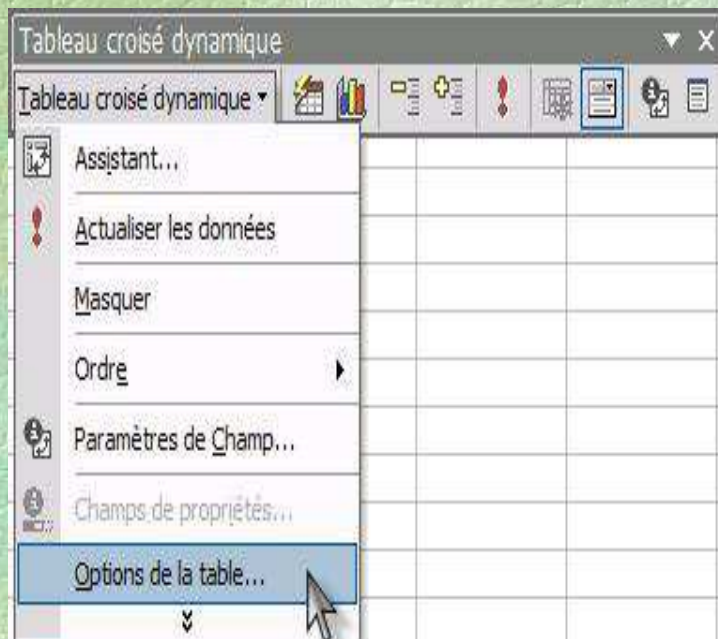 Tableau croisé dynamique
Tableau croisé dynamique
Assistant...
Actualiser les données
Masquer
Ordre
Paramètres de Champ...
Champs de propriétés...
Options de la table...